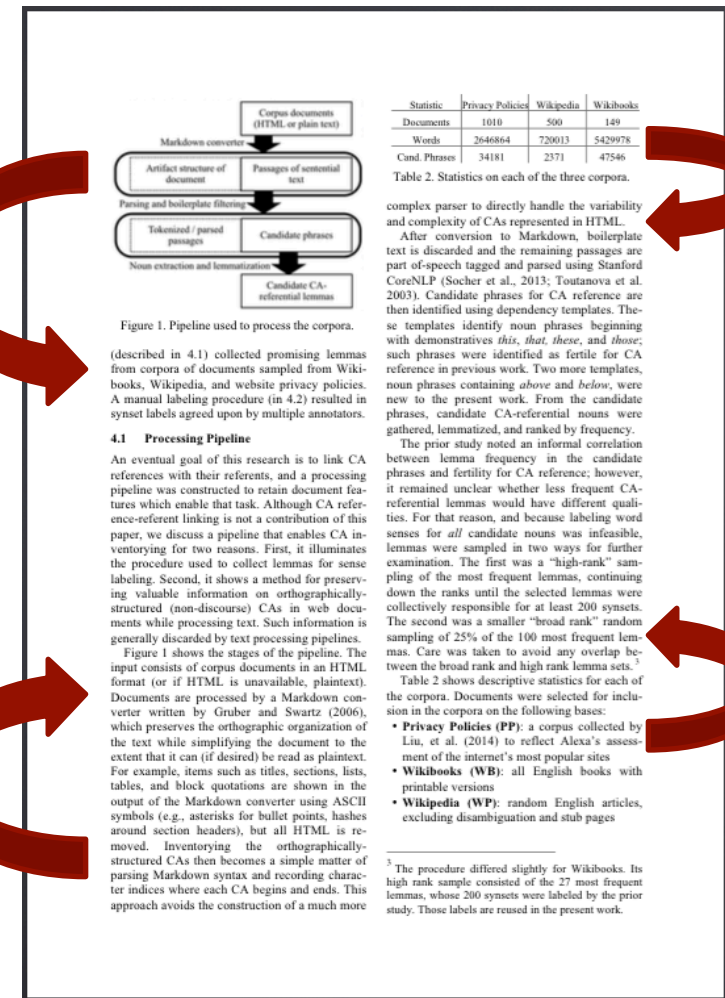 Corpus documents
(HTML or plain text)
Markdown converter
Artifact structure of
document
Passages of sentential
text
Parsing and boilerplate filtering
Tokenized / parsed
passages
Candidate phrases
Noun extraction and lemmatization
Candidate CA-
referential lemmas
Figure 1. Pipeline used to process the corpora.
(described in 4.1) collected promising lemmas
from corpora of documents sampled from Wiki-
books, Wikipedia, and website privacy policies.
A manual labeling procedure (in 4.2) resulted in
synset labels agreed upon by multiple annotators.
4.1 Processing Pipeline
An eventual goal of this research is to link CA
references with their referents, and a processing
pipeline was constructed to retain document fea-
tures which enable that task. Although CA refer-
ence-referent linking is not a contribution of this
paper, we discuss a pipeline that enables CA in-
ventorying for two reasons. First, it illuminates
the procedure used to collect lemmas for sense
labeling. Second, it shows a method for preserv-
ing valuable information on orthographically-
structured (non-discourse) CAs in web docu-
ments while processing text. Such information is
generally discarded by text processing pipelines.
Figure 1 shows the stages of the pipeline. The
input consists of corpus documents in an HTML
format (or if HTML is unavailable, plaintext).
Documents are processed by a Markdown con-
verter written by Gruber and Swartz (2006),
which preserves the orthographic organization of
the text while simplifying the document to the
extent that it can (if desired) be read as plaintext.
For example, items such as titles, sections, lists,
tables, and block quotations are shown in the
output of the Markdown converter using ASCII
symbols (e.g., asterisks for bullet points, hashes
around section headers), but all HTML is re-
moved. Inventorying the orthographically-
structured CAs then becomes a simple matter of
parsing Markdown syntax and recording charac-
ter indices where each CA begins and ends. This
approach avoids the construction of a much more
Statistic Privacy Policies Wikipedia Wikibooks
Documents 1010 500 149
Words 2646864 720013 5429978
Cand. Phrases 34181 2371 47546
Table 2. Statistics on each of the three corpora.
complex parser to directly handle the variability
and complexity of CAs represented in HTML.
After conversion to Markdown, boilerplate
text is discarded and the remaining passages are
part-of-speech tagged and parsed using Stanford
CoreNLP (Socher et al., 2013; Toutanova et al.
2003). Candidate phrases for CA reference are
then identified using dependency templates. The-
se templates identify noun phrases beginning
with demonstratives this, that, these, and those;
such phrases were identified as fertile for CA
reference in previous work. Two more templates,
noun phrases containing above and below, were
new to the present work. From the candidate
phrases, candidate CA-referential nouns were
gathered, lemmatized, and ranked by frequency.
The prior study noted an informal correlation
between lemma frequency in the candidate
phrases and fertility for CA reference; however,
it remained unclear whether less frequent CA-
referential lemmas would have different quali-
ties. For that reason, and because labeling word
senses for all candidate nouns was infeasible,
lemmas were sampled in two ways for further
examination. The first was a “high-rank” sam-
pling of the most frequent lemmas, continuing
down the ranks until the selected lemmas were
collectively responsible for at least 200 synsets.
The second was a smaller “broad rank” random
sampling of 25% of the 100 most frequent lem-
mas. Care was taken to avoid any overlap be-
tween the broad rank and high rank lemma sets. 3
Table 2 shows descriptive statistics for each of
the corpora. Documents were selected for inclu-
sion in the corpora on the following bases:
• Privacy Policies (PP): a corpus collected by
Liu, et al. (2014) to reflect Alexa’s assess-
ment of the internet’s most popular sites
• Wikibooks (WB): all English books with
printable versions
• Wikipedia (WP): random English articles,
excluding disambiguation and stub pages
3
The procedure differed slightly for Wikibooks. Its
high rank sample consisted of the 27 most frequent
lemmas, whose 200 synsets were labeled by the prior
study. Those labels are reused in the present work.